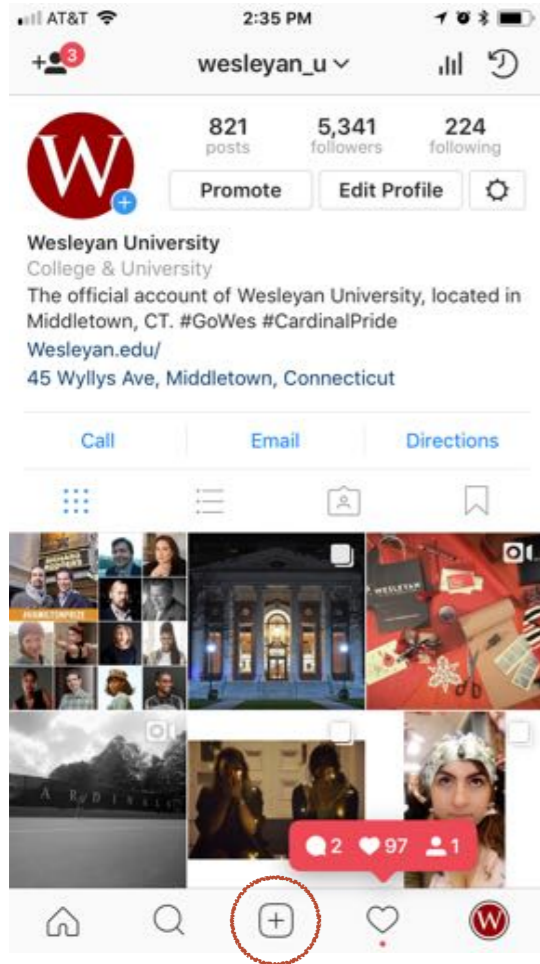 AT&T 2:35 PM
3
wesleyan_u
W
821 5,341 224
posts followers following
Promote Edit Profile
Wesleyan University
College & University
The official account of Wesleyan University, located in
Middletown, CT. #GoWes #CardinalPride
Wesleyan.edu/
45 Wyllys Ave, Middletown, Connecticut
Call Email Directions
#HAMILTONPRIZE
WESLEYAN
A R D I N A L S
2 97 1
W